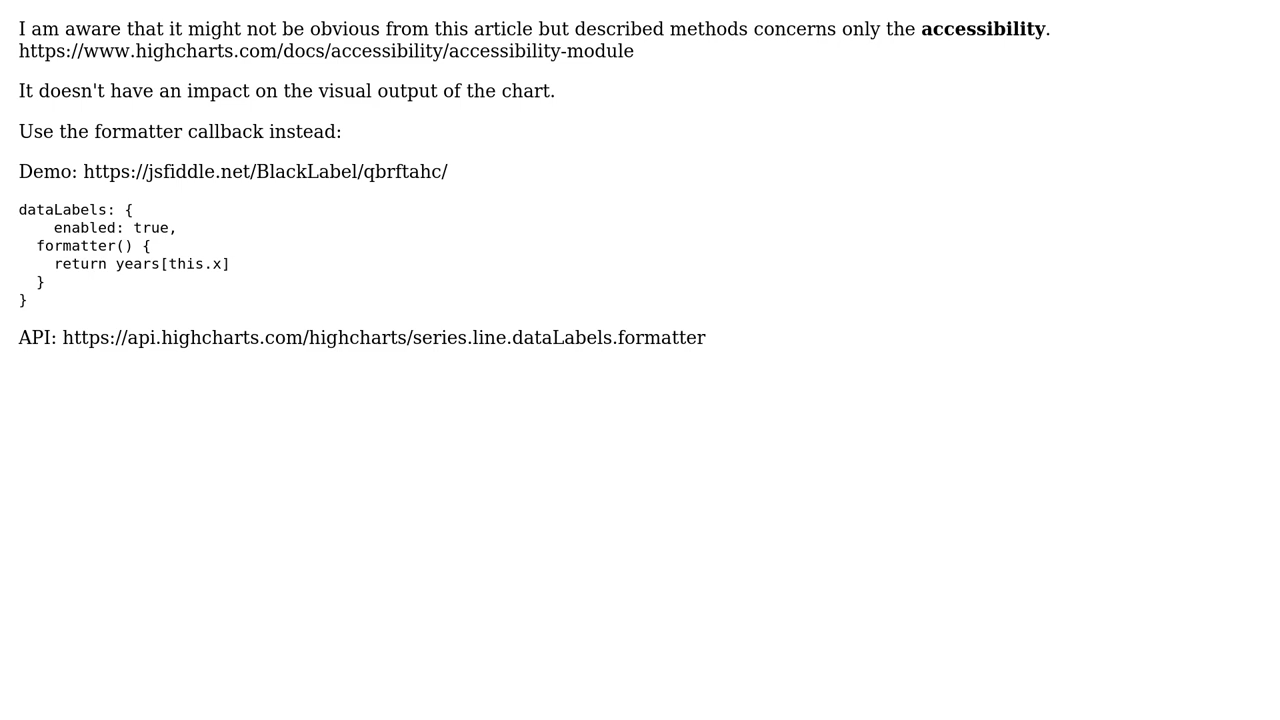 I am aware that it might not be obvious from this article but described methods concerns only the accessibility.
https://www.highcharts.com/docs/accessibility/accessibility-module
It doesn't have an impact on the visual output of the chart.
Use the formatter callback instead:
Demo: https://jsfiddle.net/BlackLabel/qbrftahc/
dataLabels: {
    enabled: true,
  formatter() {
    return years[this.x]
  }
}
API: https://api.highcharts.com/highcharts/series.line.dataLabels.formatter